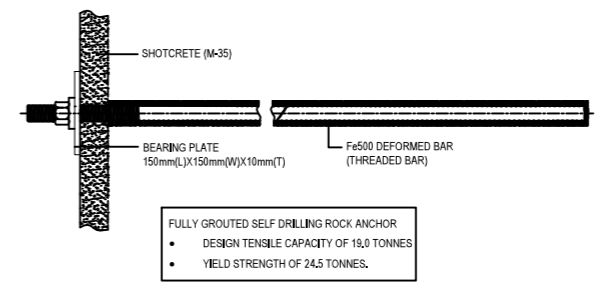 SHOTCRETE (M-35)
BEARING PLATE
150mm(L)X150mm(W)X10mm(T)
Fe500 DEFORMED BAR
(THREADED BAR)
FULLY GROUTED SELF DRILLING ROCK ANCHOR
• DESIGN TENSILE CAPACITY OF 19.0 TONNES
• YIELD STRENGTH OF 24.5 TONNES.